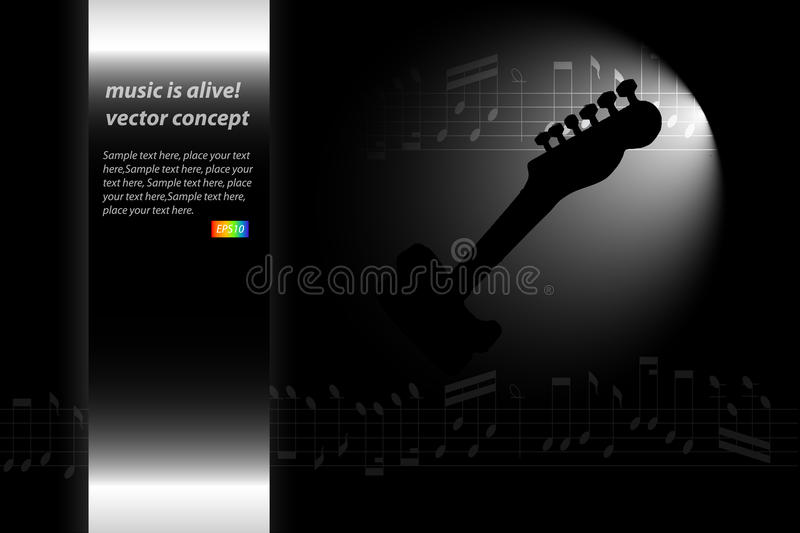 music is alive!
vector concept
Sample text here, place your text
here,Sample text here, place your
text here, Sample text here, place
your text here,Sample text here,
place your text here.
EPS10
dreamstime®